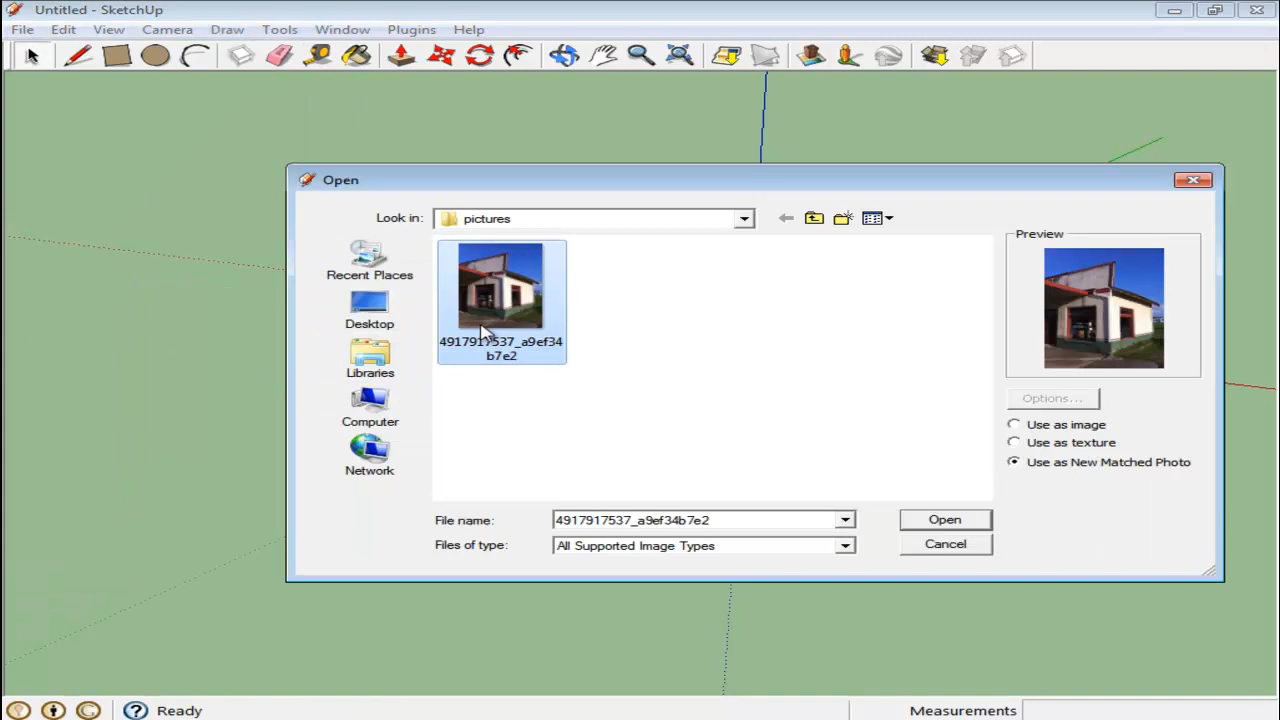 Untitled - SketchUp
File Edit View Camera Draw Tools Window Plugins Help
Open
Look in: pictures
Recent Places
Desktop
Libraries
Computer
Network
4917917537_a9ef34
b7e2
Preview
Options...
Use as image
Use as texture
Use as New Matched Photo
File name: 4917917537_a9ef34b7e2 Open
Files of type: All Supported Image Types Cancel
Ready Measurements